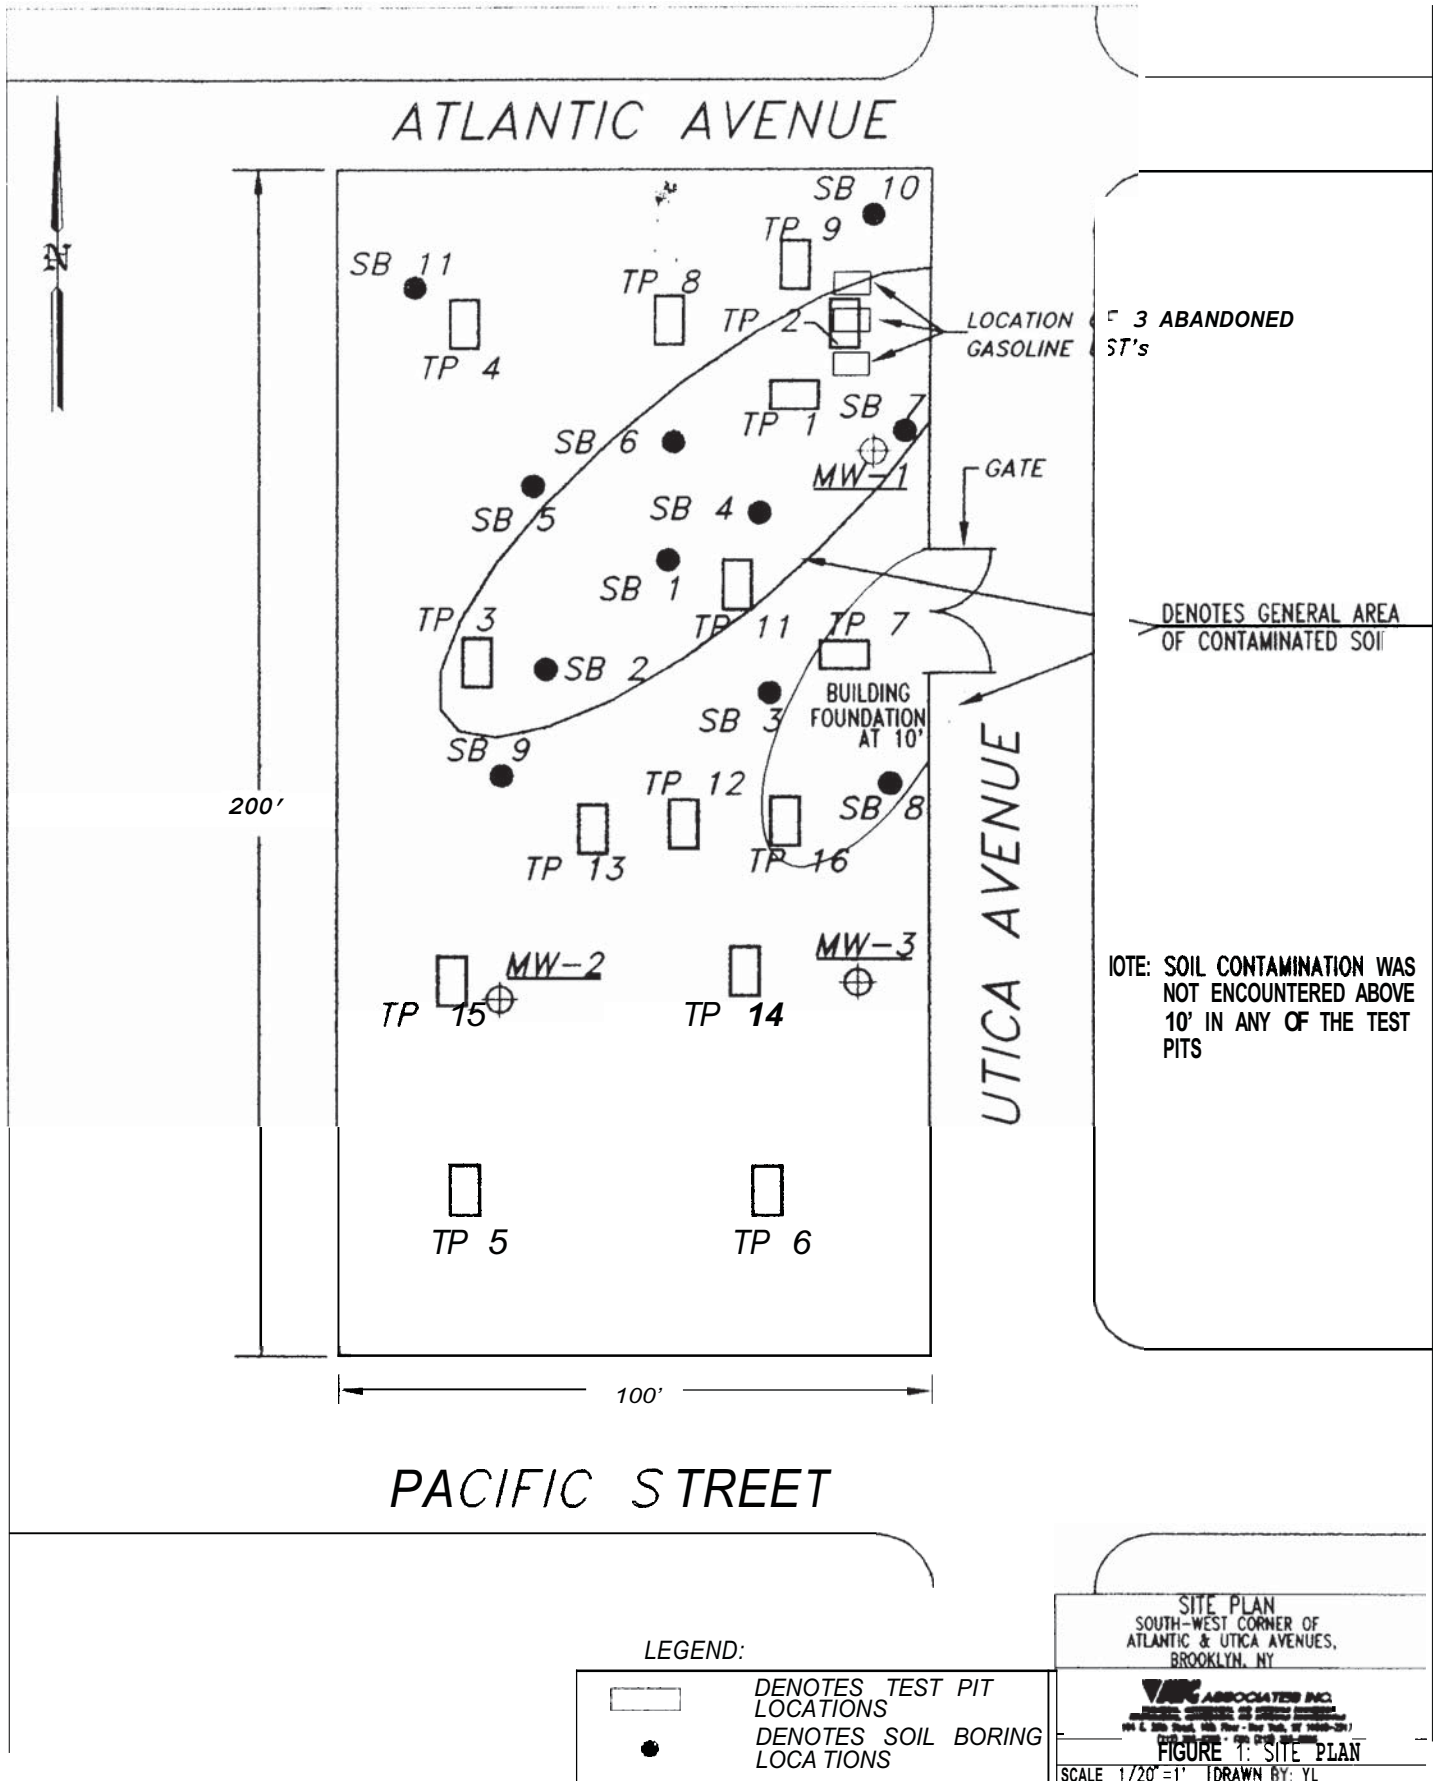 ATLANTIC AVENUE
N
SB 10
TP 9
SB 11
TP 8
TP 2
LOCATION OF 3 ABANDONED
GASOLINE UST's
TP 4
SB 7
TP 1
SB 6
MW-1
GATE
SB 5
SB 4
SB 1
TP 3
TP 11
TP 7
DENOTES GENERAL AREA
OF CONTAMINATED SOIL
SB 2
BUILDING
FOUNDATION
AT 10'
SB 3
SB 9
TP 12
200'
SB 8
TP 13
TP 16
UTICA AVENUE
MW-2
MW-3
IOTE: SOIL CONTAMINATION WAS
NOT ENCOUNTERED ABOVE
10' IN ANY OF THE TEST
PITS
TP 15
TP 14
TP 5
TP 6
100'
PACIFIC STREET
LEGEND:
DENOTES TEST PIT
LOCATIONS
DENOTES SOIL BORING
LOCATIONS
SITE PLAN
SOUTH-WEST CORNER OF
ATLANTIC & UTICA AVENUES,
BROOKLYN, NY
ASSOCIATES INC.
FIGURE 1: SITE PLAN
SCALE 1/20"=1' DRAWN BY: YL